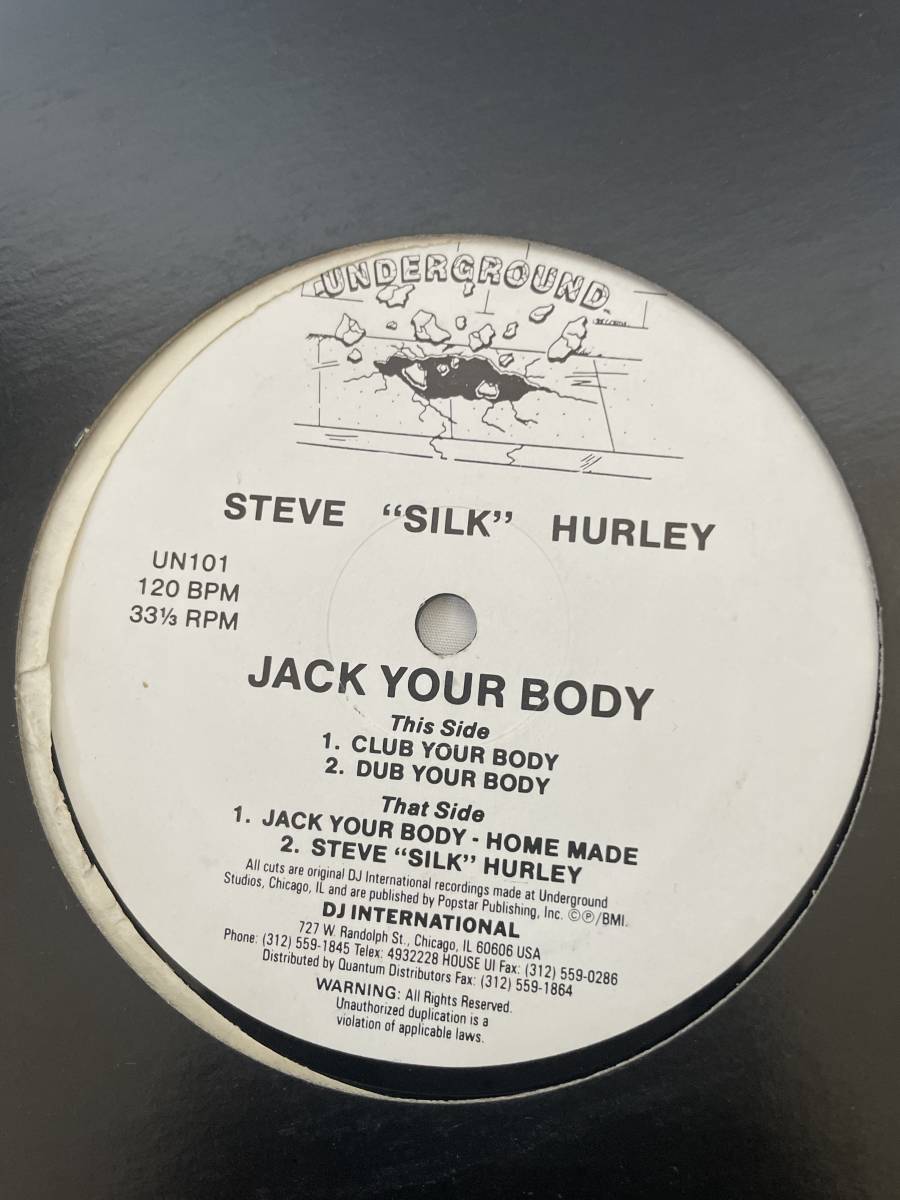 UNDERGROUND
STEVE “SILK” HURLEY
UN101
120 BPM
33⅓ RPM
JACK YOUR BODY
This Side
1. CLUB YOUR BODY
2. DUB YOUR BODY
That Side
1. JACK YOUR BODY - HOME MADE
2. STEVE “SILK” HURLEY
All cuts are original DJ International recordings made at Underground
Studios, Chicago, IL and are published by Popstar Publishing, Inc. ©℗/BMI.
DJ INTERNATIONAL
727 W. Randolph St., Chicago, IL 60606 USA
Phone: (312) 559-1845 Telex: 4932228 HOUSE UI Fax: (312) 559-0286
Distributed by Quantum Distributors Fax: (312) 559-1864
WARNING: All Rights Reserved.
Unauthorized duplication is a
violation of applicable laws.